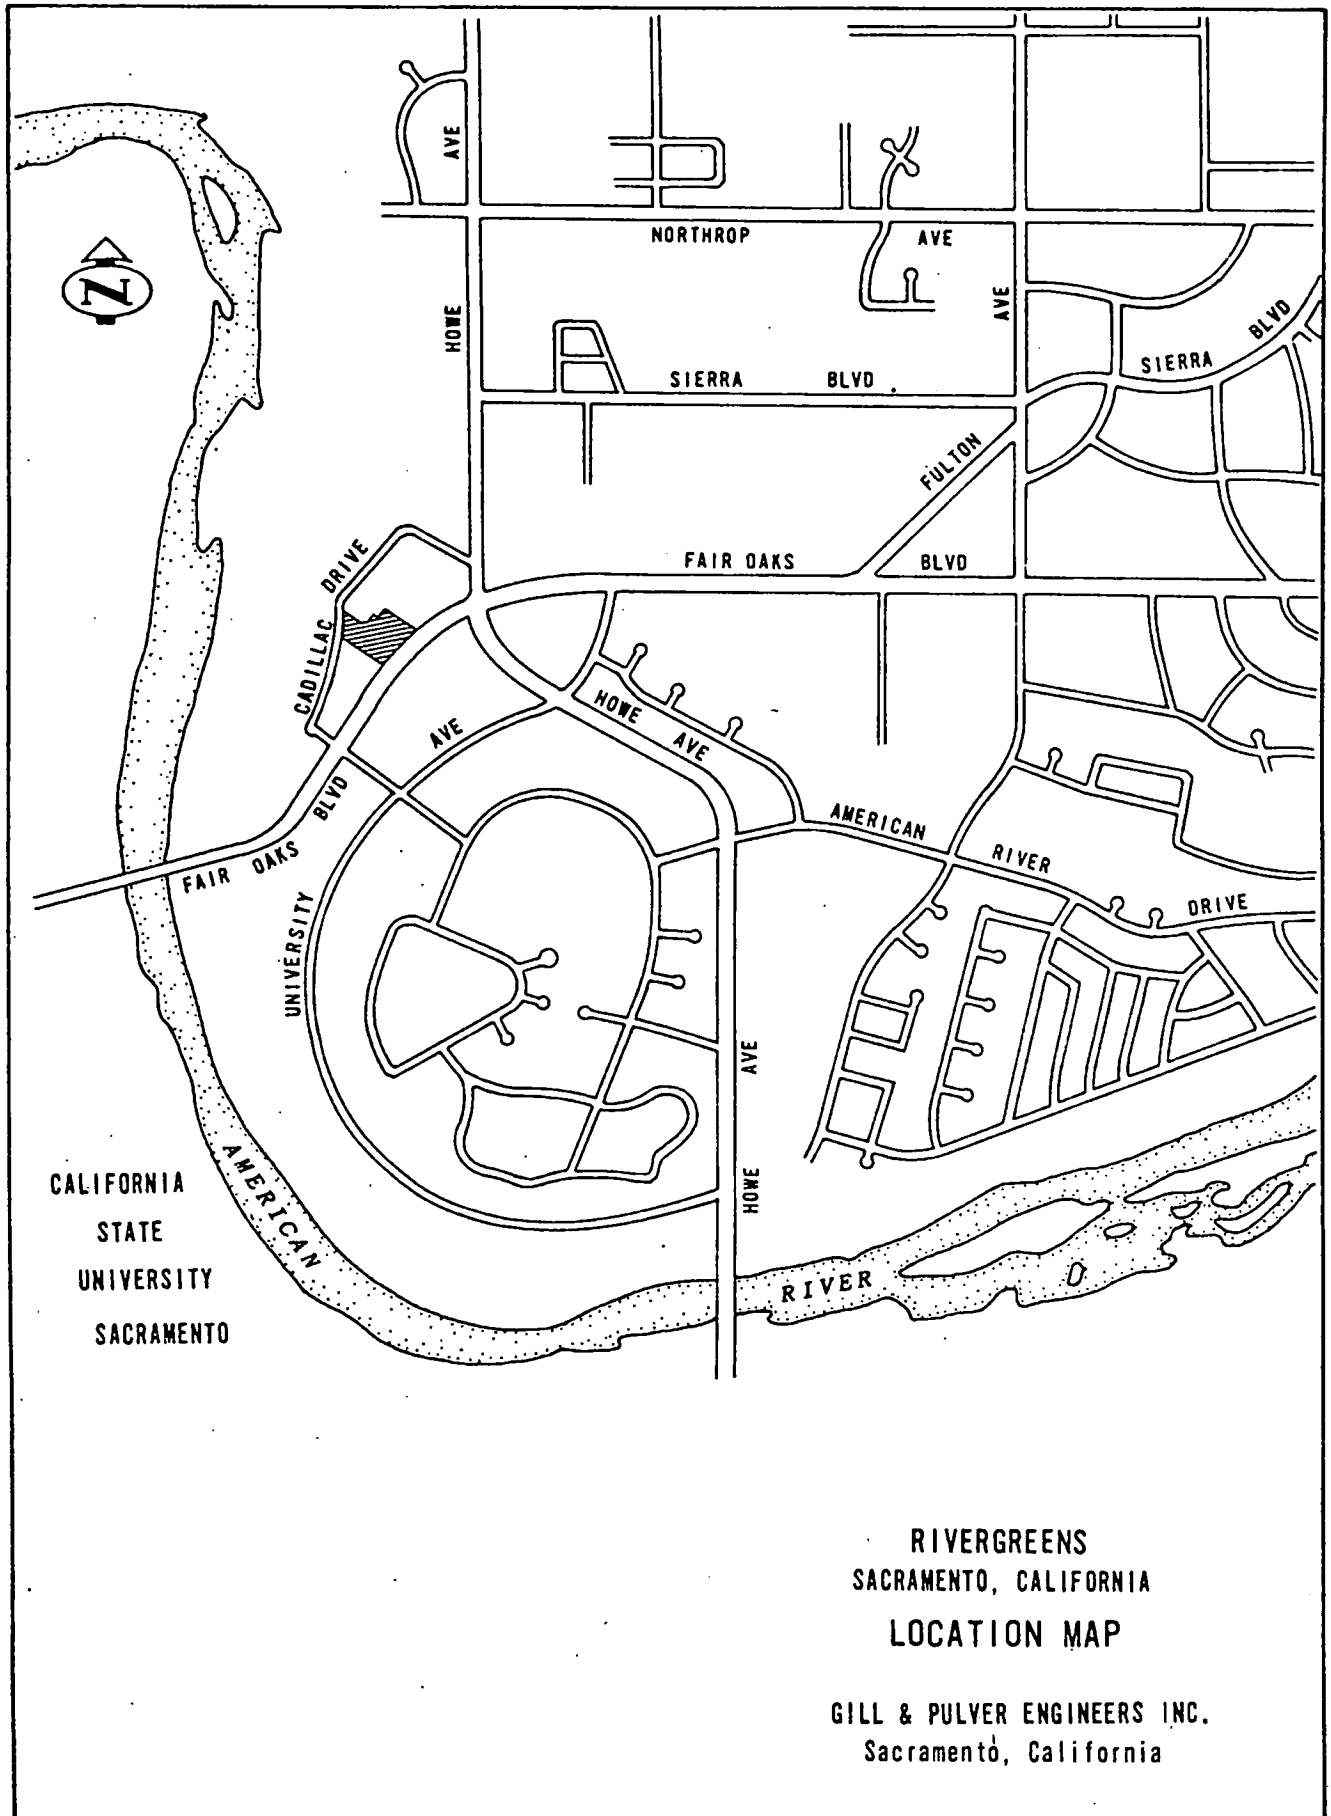 AVE
NORTHROP AVE
N
HOWE
AVE
BLVD
SIERRA
SIERRA BLVD
FULTON
FAIR OAKS BLVD
DRIVE
CADILLAC
AVE
HOWE
AVE
BLVD
FAIR OAKS
AMERICAN
RIVER
DRIVE
UNIVERSITY
AVE
HOWE
AMERICAN
RIVER
CALIFORNIA
STATE
UNIVERSITY
SACRAMENTO
RIVERGREENS
SACRAMENTO, CALIFORNIA
LOCATION MAP
GILL & PULVER ENGINEERS INC.
Sacramento, California